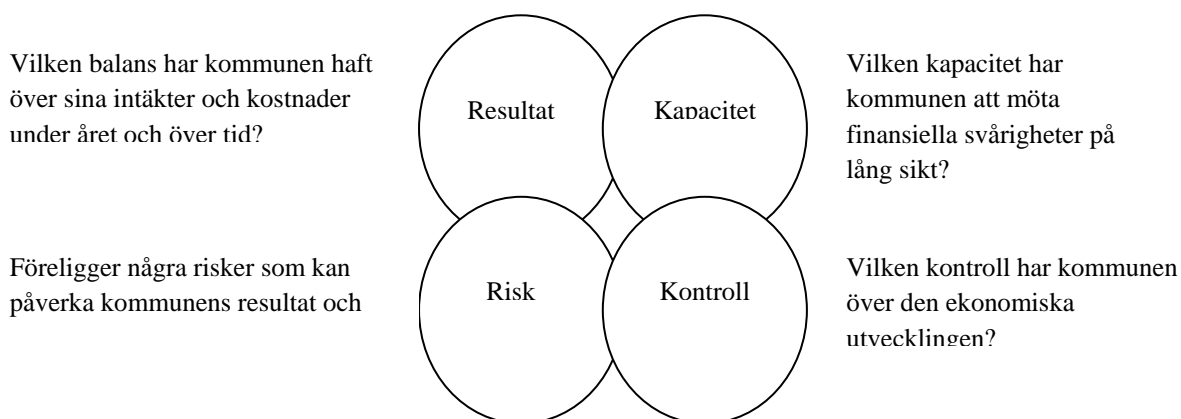 Vilken balans har kommunen haft
över sina intäkter och kostnader
under året och över tid?
Resultat
Kapacitet
Vilken kapacitet har
kommunen att möta
finansiella svårigheter på
lång sikt?
Föreligger några risker som kan
påverka kommunens resultat och
Risk
Kontroll
Vilken kontroll har kommunen
över den ekonomiska
utvecklingen?